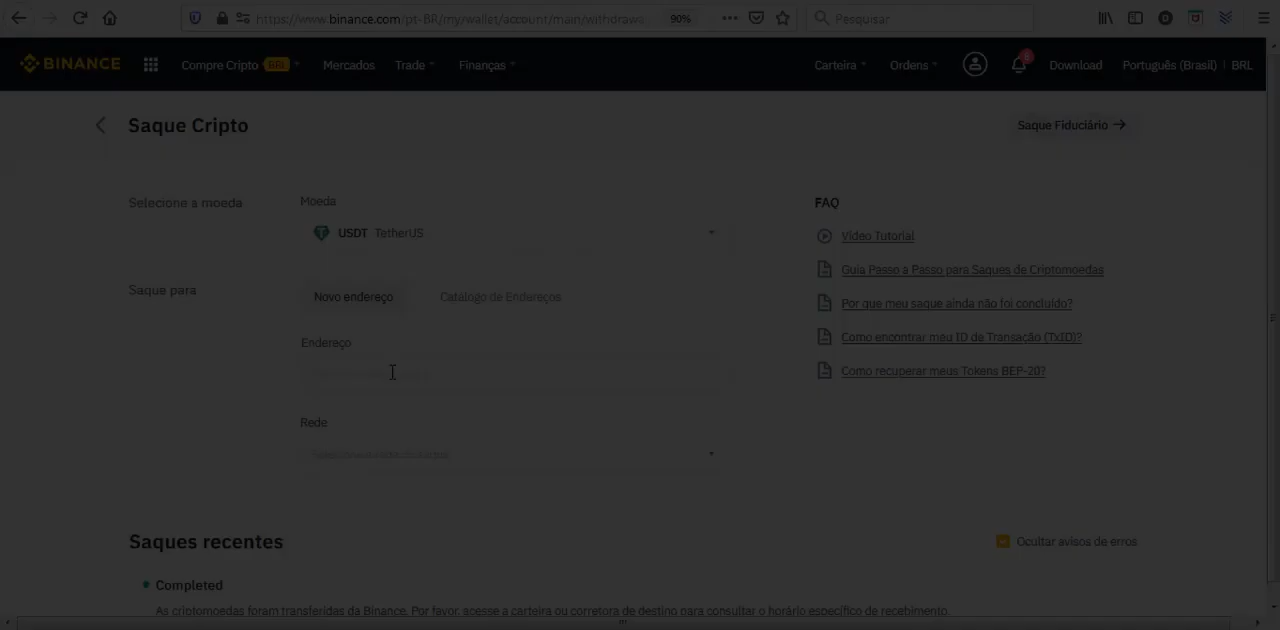 https://www.binance.com/pt-BR/my/wallet/account/main/withdrawa
90%
Pesquisar
BINANCE
Compre Cripto BRL
Mercados
Trade
Finanças
Carteira
Ordens
Download
Português (Brasil)
BRL
Saque Cripto
Saque Fiduciário →
Selecione a moeda
Moeda
USDT TetherUS
FAQ
Vídeo Tutorial
Guia Passo a Passo para Saques de Criptomoedas
Por que meu saque ainda não foi concluído?
Como encontrar meu ID de Transação (TxID)?
Como recuperar meus Tokens BEP-20?
Saque para
Novo endereço
Catálogo de Endereços
Endereço
Rede
Saques recentes
Ocultar avisos de erros
Completed
As criptomoedas foram transferidas da Binance. Por favor, acesse a carteira ou corretora de destino para consultar o horário específico de recebimento.